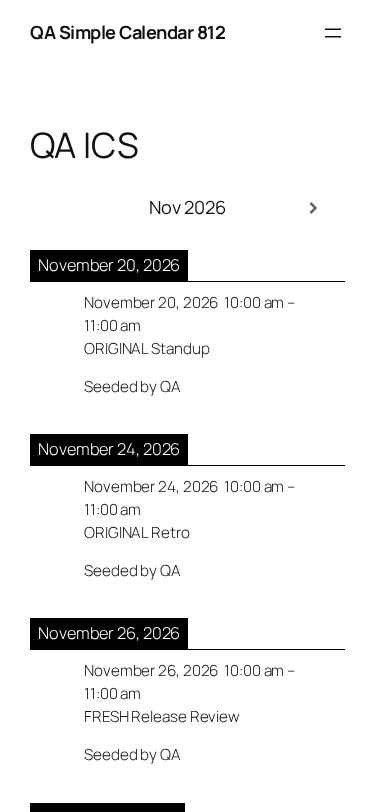 QA Simple Calendar 812
QA ICS
Nov 2026
November 20, 2026
November 20, 2026 10:00 am –
11:00 am
ORIGINAL Standup
Seeded by QA
November 24, 2026
November 24, 2026 10:00 am –
11:00 am
ORIGINAL Retro
Seeded by QA
November 26, 2026
November 26, 2026 10:00 am –
11:00 am
FRESH Release Review
Seeded by QA